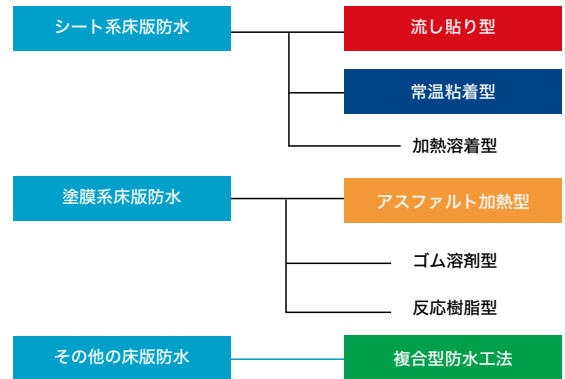 シート系床版防水
流し貼り型
常温粘着型
加熱溶着型
塗膜系床版防水
アスファルト加熱型
ゴム溶剤型
反応樹脂型
その他の床版防水
複合型防水工法